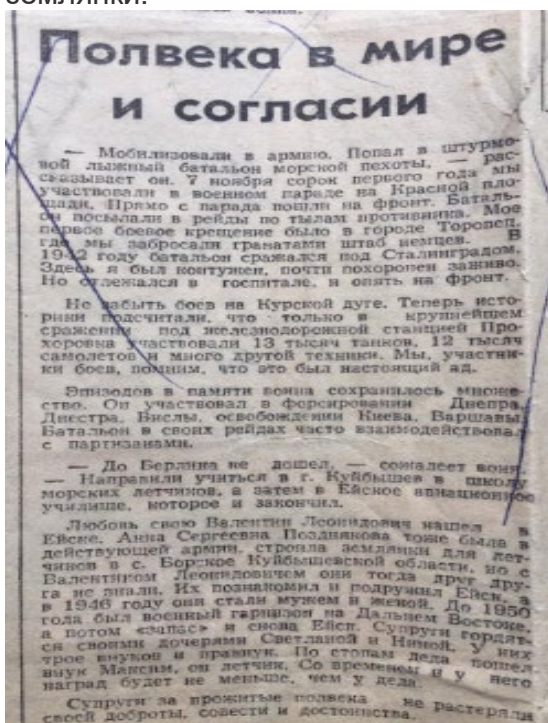 Полвека в мире
и согласии
— Мобилизовали в армию. Попал в штурмо-
вой лыжный батальон морской пехоты, — рас-
сказывает он. 7 ноября сорок первого года мы
участвовали в военном параде на Красной пло-
щади. Прямо с парада пошли на фронт. Баталь-
он посылали в рейды по тылам противника. Мое
первое боевое крещение было в городе Торопец,
где мы забросали гранатами штаб немцев. В
1942 году батальон сражался под Сталинградом.
Здесь я был контужен, почти похоронен заживо.
Но отлежался в госпитале, и опять на фронт.
Не забыть боев на Курской дуге. Теперь исто-
рики подсчитали, что только в крупнейшем
сражении под железнодорожной станцией Про-
хоровка участвовали 13 тысяч танков, 12 тысяч
самолетов и много другой техники. Мы, участни-
ки боев, помним, что это был настоящий ад.
Эпизодов в памяти воина сохранилось множе-
ство. Он участвовал в форсировании Днепра,
Днестра, Вислы, освобождении Киева, Варшавы.
Батальон в своих рейдах часто взаимодействовал
с партизанами.
— До Берлина не дошел, — сожалеет воин.
— Направили учиться в г. Куйбышев в школу
морских летчиков, а затем в Ейское авиационное
училище, которое и закончил.
Любовь свою Валентин Леонидович нашел в
Ейске. Анна Сергеевна Позднякова тоже была в
действующей армии, строила землянки для лет-
чиков в с. Борское Куйбышевской области, но с
Валентином Леонидовичем они тогда друг дру-
га не знали. Их познакомил и подружил Ейск, а
в 1946 году они стали мужем и женой. До 1950
года был военный гарнизон на Дальнем Востоке,
а потом «запас» и снова Ейск. Супруги гордят-
ся своими дочерями Светланой и Ниной. У них
трое внуков и правнук. По стопам деда пошел
внук Максим, он летчик. Со временем и у него
наград будет не меньше, чем у деда.
Супруги за прожитые полвека не растеряли
своей доброты, совести и достоинства.